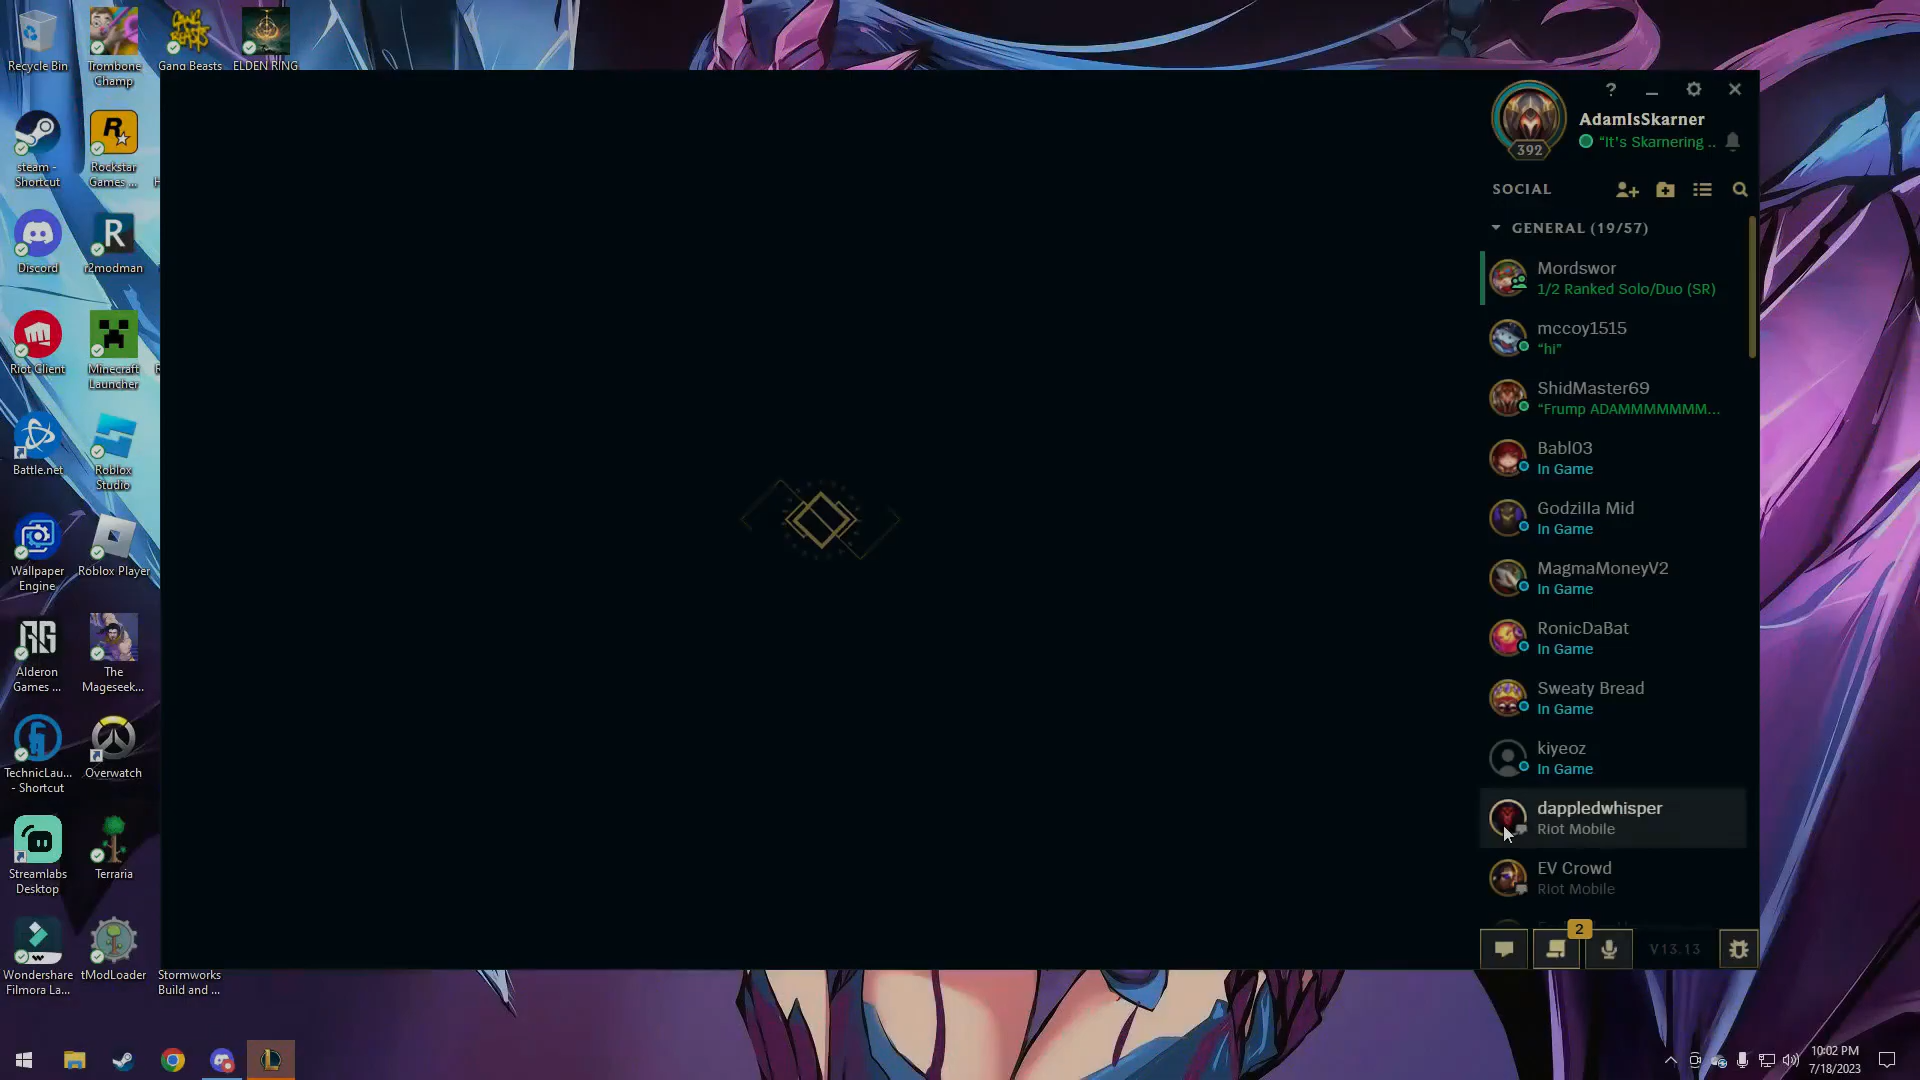 Recycle Bin
Trombone
Champ
Gang Beasts
ELDEN RING
steam -
Shortcut
Rockstar
Games ...
Discord
r2modman
Riot Client
Minecraft
Launcher
Battle.net
Roblox
Studio
Wallpaper
Engine
Roblox Player
Alderon
Games ...
The
Mageseek...
TechnicLau...
- Shortcut
Overwatch
Streamlabs
Desktop
Terraria
Wondershare
Filmora La...
tModLoader
Stormworks
Build and ...
?
AdamIsSkarner
392
“It's Skarnering ..
SOCIAL
GENERAL (19/57)
Mordswor
1/2 Ranked Solo/Duo (SR)
mccoy1515
“hi”
ShidMaster69
“Frump ADAMMMMMMM...
Babl03
In Game
Godzilla Mid
In Game
MagmaMoneyV2
In Game
RonicDaBat
In Game
Sweaty Bread
In Game
kiyeoz
In Game
dappledwhisper
Riot Mobile
EV Crowd
Riot Mobile
2
V13.13
10:02 PM
7/18/2023